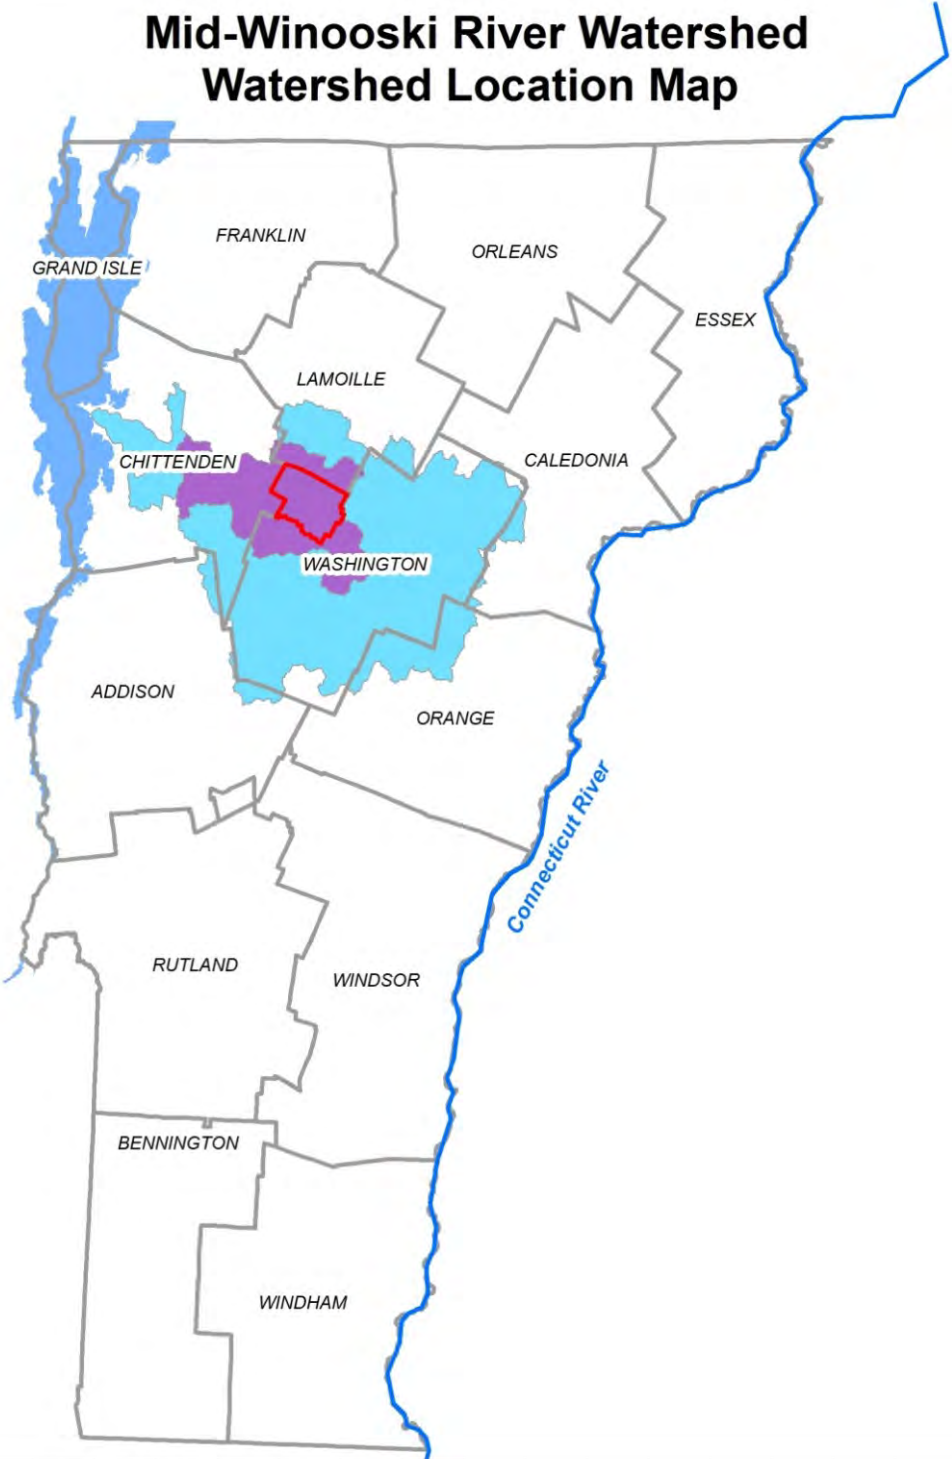 Mid-Winooski River Watershed
Watershed Location Map
FRANKLIN
ORLEANS
GRAND ISLE
ESSEX
LAMOILLE
CHITTENDEN
CALEDONIA
WASHINGTON
ADDISON
ORANGE
Connecticut River
RUTLAND
WINDSOR
BENNINGTON
WINDHAM